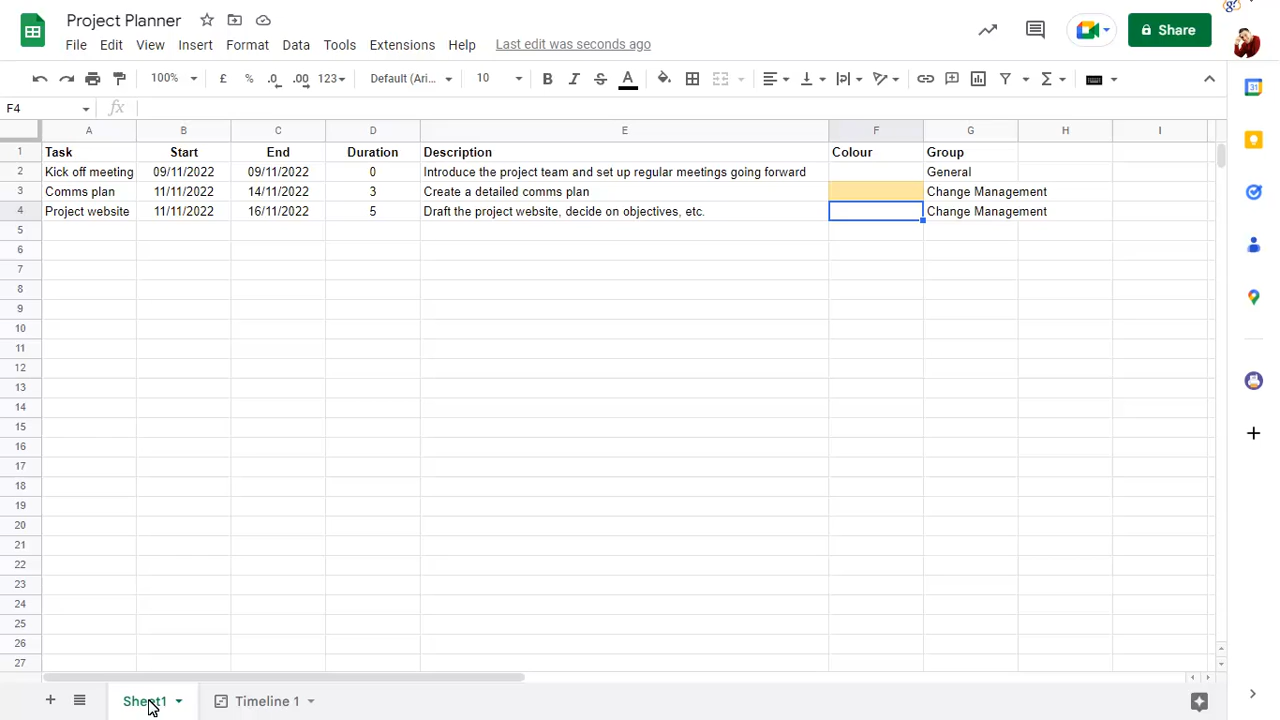 Project Planner
File Edit View Insert Format Data Tools Extensions Help Last edit was seconds ago
Share
100% £ % .0 .00 123 Default (Ari... 10 B I S A
F4 fx
A B C D E F G H I
1 Task Start End Duration Description Colour Group
2 Kick off meeting 09/11/2022 09/11/2022 0 Introduce the project team and set up regular meetings going forward General
3 Comms plan 11/11/2022 14/11/2022 3 Create a detailed comms plan Change Management
4 Project website 11/11/2022 16/11/2022 5 Draft the project website, decide on objectives, etc. Change Management
5
6
7
8
9
10
11
12
13
14
15
16
17
18
19
20
21
22
23
24
25
26
27
Sheet1 Timeline 1
31